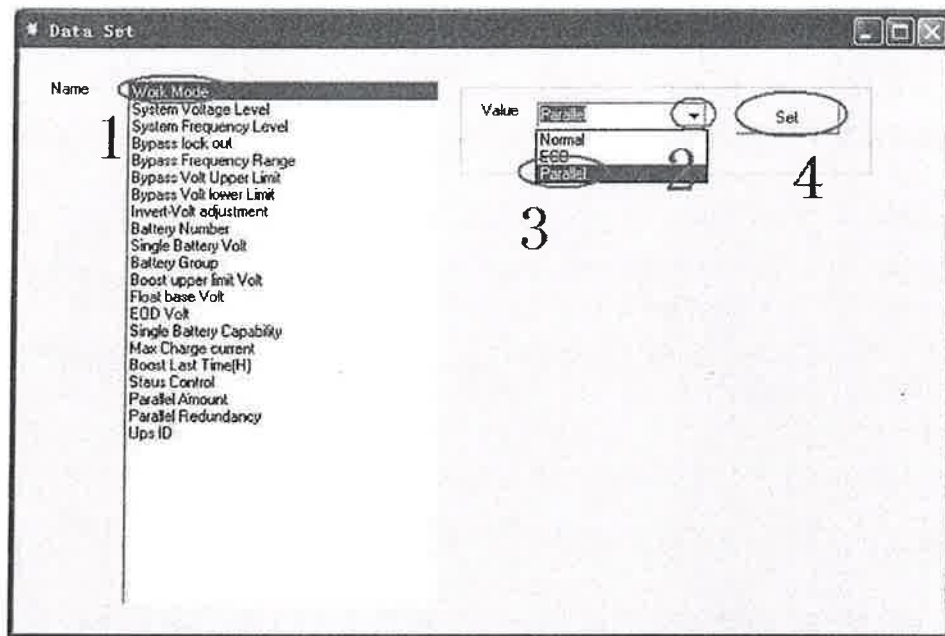 Data Set
Name
Work Mode
System Voltage Level
System Frequency Level
Bypass lock out
Bypass Frequency Range
Bypass Volt Upper Limit
Bypass Volt lower Limit
Invert-Volt adjustment
Battery Number
Single Battery Volt
Battery Group
Boost upper limit Volt
Float base Volt
EOD Volt
Single Battery Capability
Max Charge current
Boost Last Time(H)
Staus Control
Parallel Amount
Parallel Redundancy
Ups ID
1
Value
Parallel
Set
Normal
ECO
Parallel
2
3
4